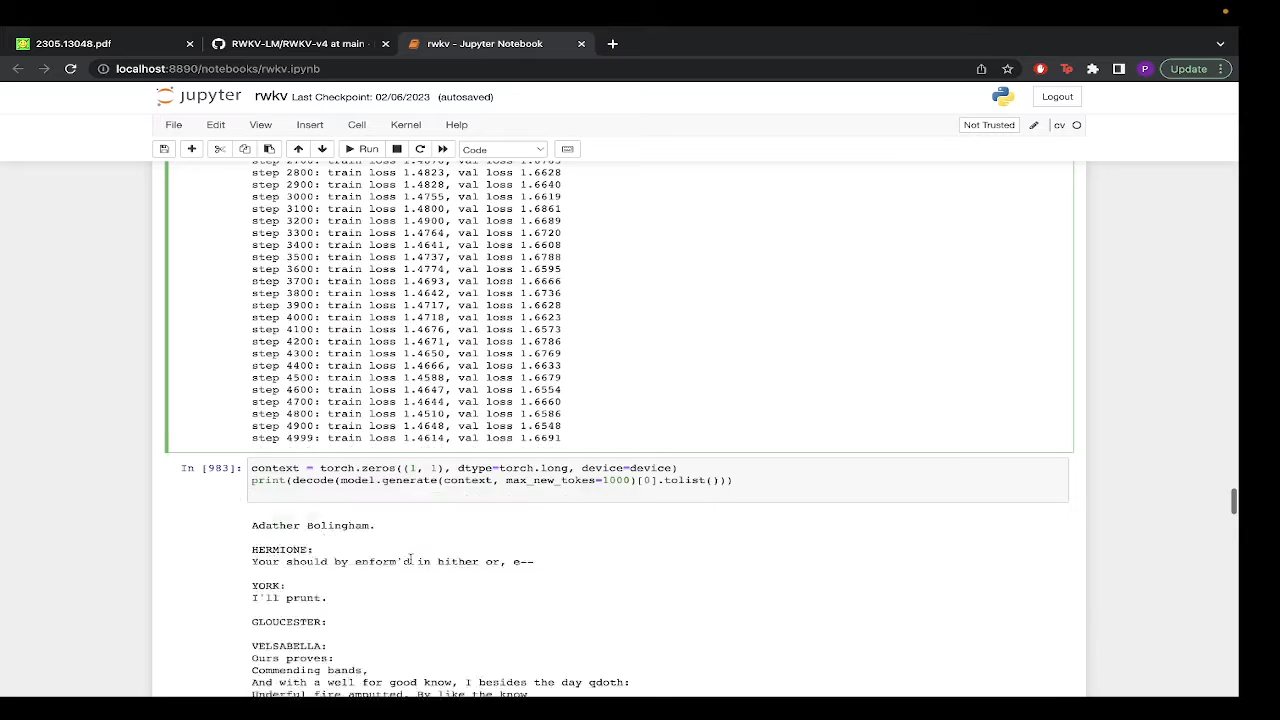 2305.13048.pdf
RWKV-LM/RWKV-v4 at main ·
rwkv - Jupyter Notebook
localhost:8890/notebooks/rwkv.ipynb
TP
P
Update
jupyter rwkv Last Checkpoint: 02/06/2023 (autosaved)
Logout
File Edit View Insert Cell Kernel Help
Not Trusted
cv
Run
Code
step 2800: train loss 1.4823, val loss 1.6628
step 2900: train loss 1.4828, val loss 1.6640
step 3000: train loss 1.4755, val loss 1.6619
step 3100: train loss 1.4800, val loss 1.6861
step 3200: train loss 1.4900, val loss 1.6689
step 3300: train loss 1.4764, val loss 1.6720
step 3400: train loss 1.4641, val loss 1.6608
step 3500: train loss 1.4737, val loss 1.6788
step 3600: train loss 1.4774, val loss 1.6595
step 3700: train loss 1.4693, val loss 1.6666
step 3800: train loss 1.4642, val loss 1.6736
step 3900: train loss 1.4717, val loss 1.6628
step 4000: train loss 1.4718, val loss 1.6623
step 4100: train loss 1.4676, val loss 1.6573
step 4200: train loss 1.4671, val loss 1.6786
step 4300: train loss 1.4650, val loss 1.6769
step 4400: train loss 1.4666, val loss 1.6633
step 4500: train loss 1.4588, val loss 1.6679
step 4600: train loss 1.4647, val loss 1.6554
step 4700: train loss 1.4644, val loss 1.6660
step 4800: train loss 1.4510, val loss 1.6586
step 4900: train loss 1.4648, val loss 1.6548
step 4999: train loss 1.4614, val loss 1.6691
In [983]: context = torch.zeros((1, 1), dtype=torch.long, device=device)
print(decode(model.generate(context, max_new_tokes=1000)[0].tolist()))
Adather Bolingham.
HERMIONE:
Your should by enform'd in hither or, e--
YORK:
I'll prunt.
GLOUCESTER:
VELSABELLA:
Ours proves:
Commending bands,
And with a well for good know, I besides the day qdoth:
Underful fire amputted. By like the know